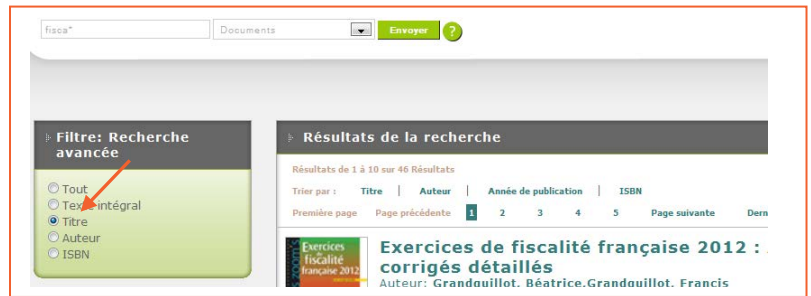 fisca*
Documents
Envoyer
?
Filtre: Recherche avancée
Tout
Texte intégral
Titre
Auteur
ISBN
Résultats de la recherche
Résultats de 1 à 10 sur 46 Résultats
Trier par : Titre | Auteur | Année de publication | ISBN
Première page Page précédente 1 2 3 4 5 Page suivante Dern
Exercices
fiscalité
française 2012
Exercices de fiscalité française 2012 :
corrigés détaillés
Auteur: Grandguillot, Béatrice.Grandguillot, Francis